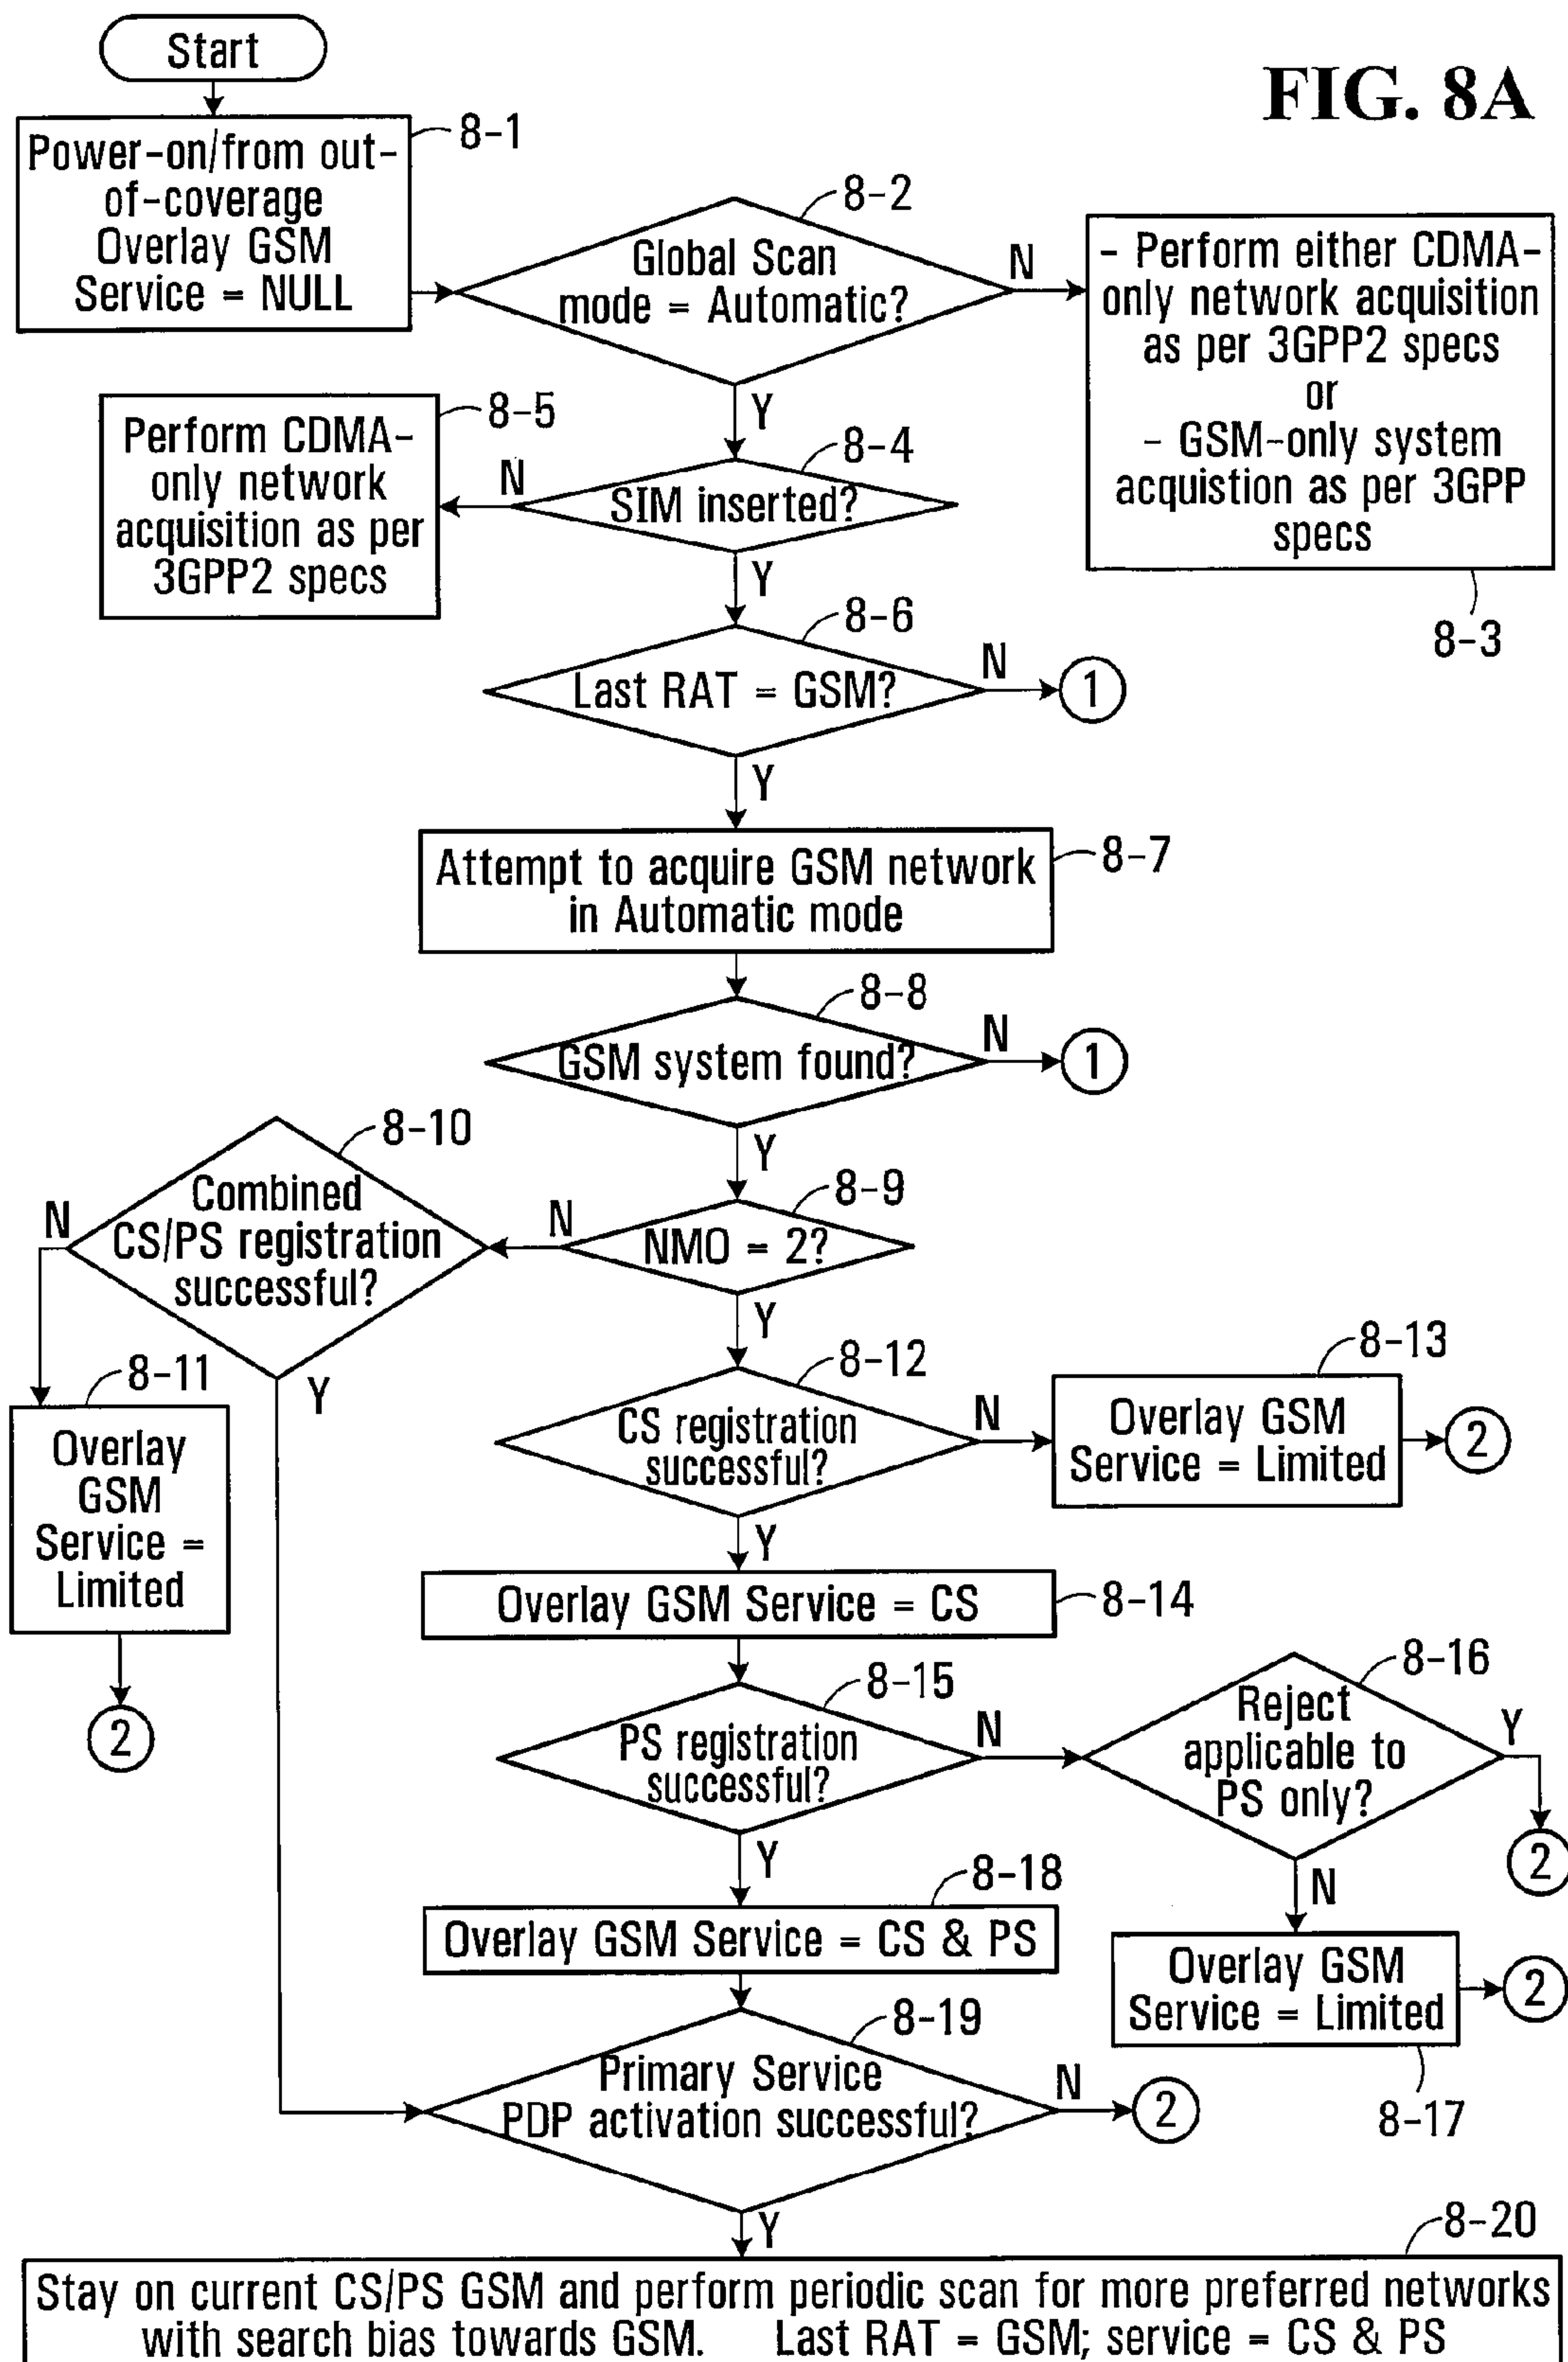 Start
FIG. 8A
8-1
Power-on/from out-
of-coverage
Overlay GSM
Service = NULL
8-2
Global Scan
mode = Automatic?
N
- Perform either CDMA-
only network acquisition
as per 3GPP2 specs
or
- GSM-only system
acquistion as per 3GPP
specs
8-3
Y
8-5
Perform CDMA-
only network
acquisition as per
3GPP2 specs
8-4
N
SIM inserted?
Y
8-6
Last RAT = GSM?
N
1
Y
8-7
Attempt to acquire GSM network
in Automatic mode
8-8
GSM system found?
N
1
Y
8-10
Combined
CS/PS registration
successful?
N
8-9
N
NMO = 2?
Y
8-11
Y
Overlay
GSM
Service =
Limited
2
8-12
CS registration
successful?
N
8-13
Overlay GSM
Service = Limited
2
Y
Overlay GSM Service = CS
8-14
8-15
PS registration
successful?
N
8-16
Reject
applicable to
PS only?
Y
2
Y
N
8-18
Overlay GSM Service = CS & PS
Overlay GSM
Service = Limited
2
8-17
8-19
Primary Service
PDP activation successful?
N
2
Y
8-20
Stay on current CS/PS GSM and perform periodic scan for more preferred networks
with search bias towards GSM. Last RAT = GSM; service = CS & PS